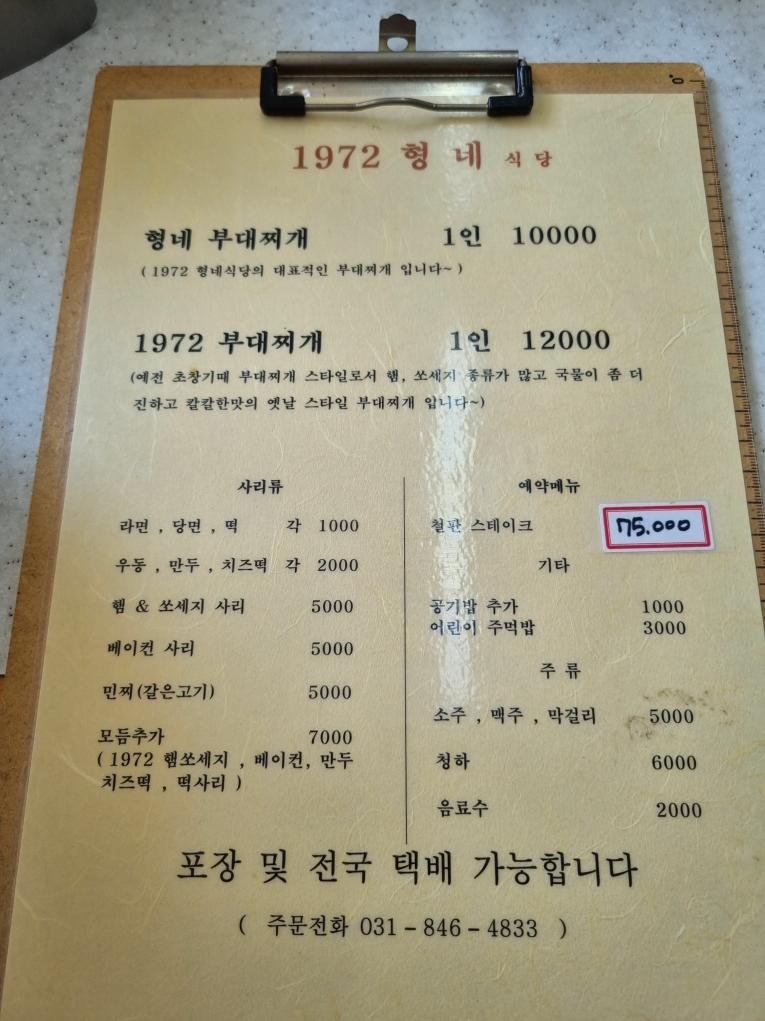 1972 형네 식당
형네 부대찌개 1인 10000
(1972 형네식당의 대표적인 부대찌개 입니다~)
1972 부대찌개 1인 12000
(예전 초창기때 부대찌개 스타일로서 햄, 쏘세지 종류가 많고 국물이 좀 더
진하고 칼칼한맛의 옛날 스타일 부대찌개 입니다~)
사리류
라면 , 당면 , 떡 각 1000
우동 , 만두 , 치즈떡 각 2000
햄 & 쏘세지 사리 5000
베이컨 사리 5000
민찌(갈은고기) 5000
모듬추가 7000
(1972 햄쏘세지 , 베이컨, 만두
치즈떡 , 떡사리 )
예약메뉴
철판 스테이크 75.000
기타
공기밥 추가 1000
어린이 주먹밥 3000
주 류
소주 , 맥주 , 막걸리 5000
청하 6000
음료수 2000
포장 및 전국 택배 가능합니다
( 주문전화 031 - 846 - 4833 )